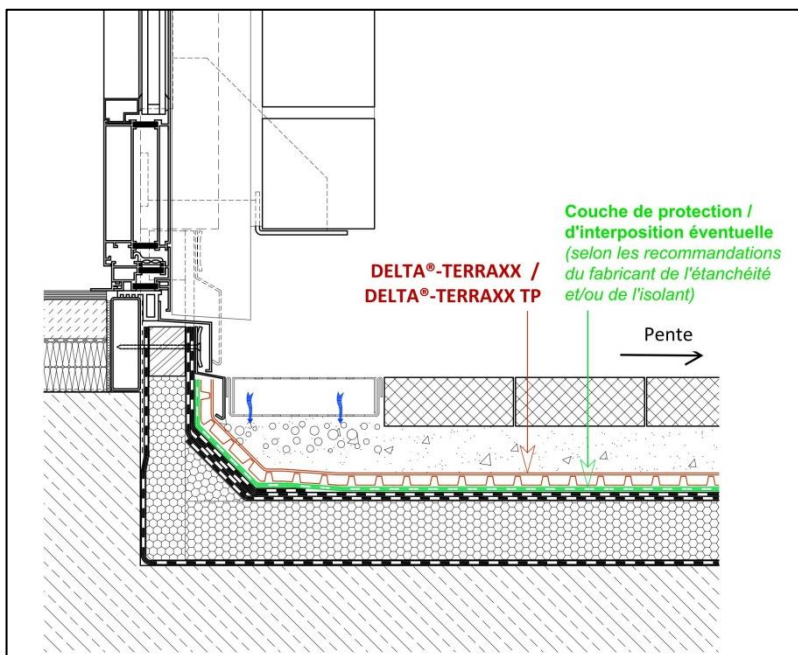 Couche de protection /
d'interposition éventuelle
(selon les recommandations
du fabricant de l'étanchéité
et/ou de l'isolant)
DELTA®-TERRAXX /
DELTA®-TERRAXX TP
Pente